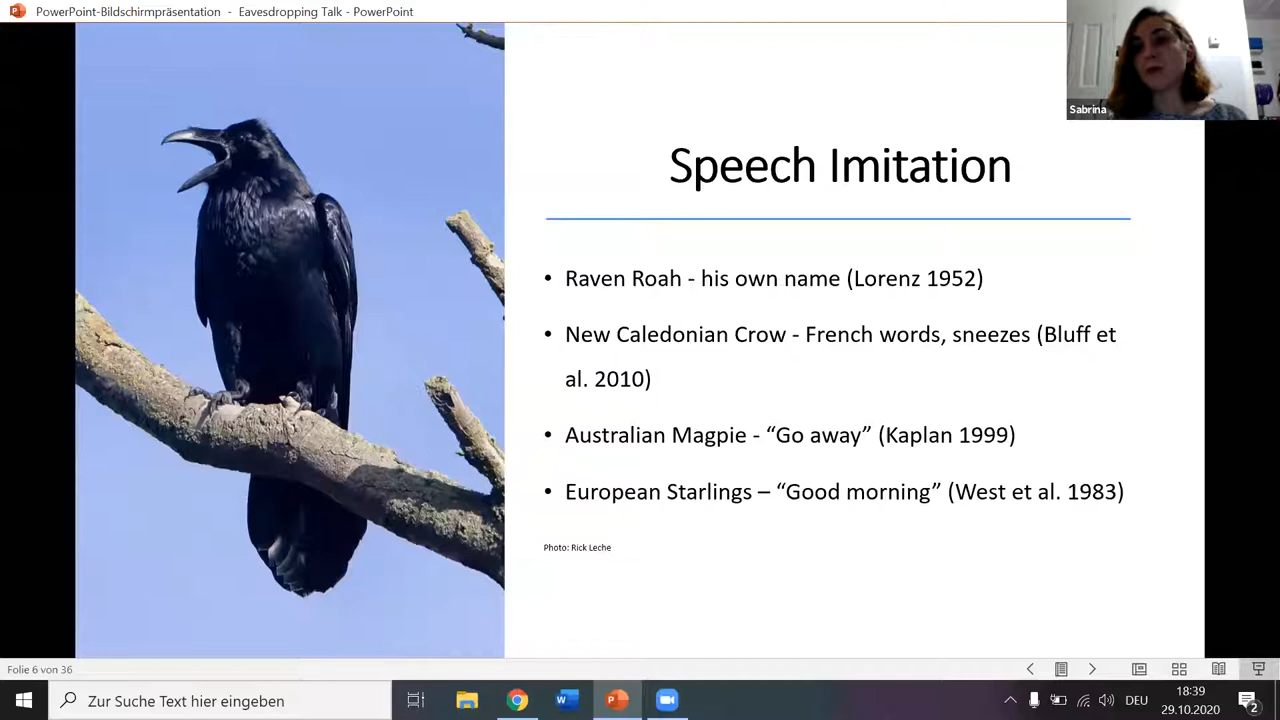 PowerPoint-Bildschirmpräsentation - Eavesdropping Talk - PowerPoint
Sabrina
Speech Imitation
• Raven Roah - his own name (Lorenz 1952)
• New Caledonian Crow - French words, sneezes (Bluff et
al. 2010)
• Australian Magpie - “Go away” (Kaplan 1999)
• European Starlings – “Good morning” (West et al. 1983)
Photo: Rick Leche
Folie 6 von 36
Zur Suche Text hier eingeben
DEU
18:39
29.10.2020
2